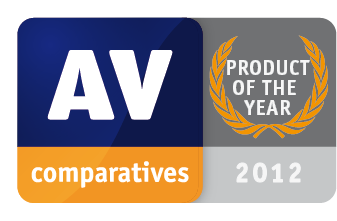 AV
comparatives
PRODUCT
OF THE
YEAR
2012